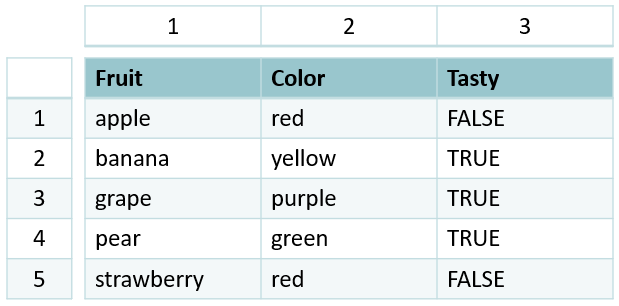 1 2 3
Fruit Color Tasty
1 apple red FALSE
2 banana yellow TRUE
3 grape purple TRUE
4 pear green TRUE
5 strawberry red FALSE